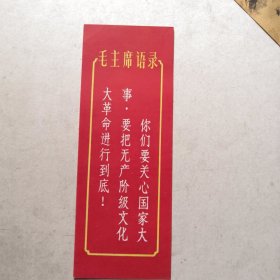 毛主席语录
你们要关心国家大
事，要把无产阶级文化
大革命进行到底！